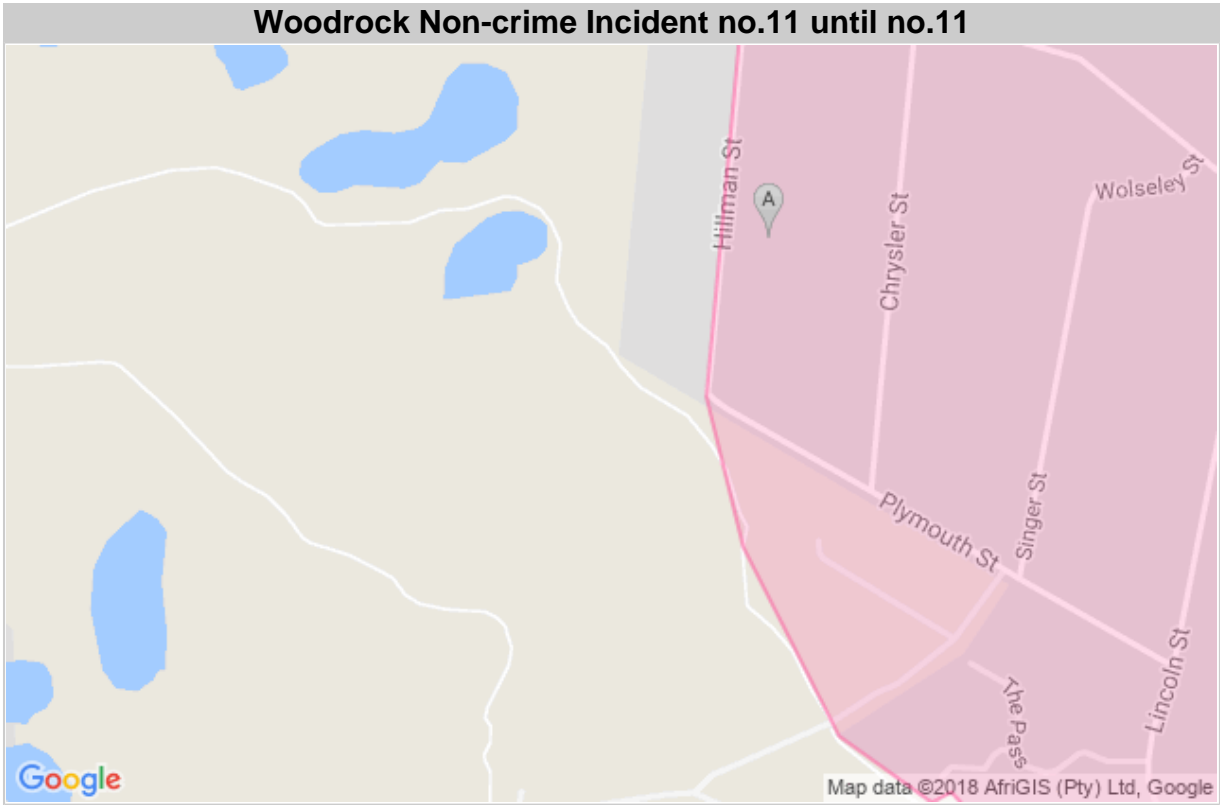 Woodrock Non-crime Incident no.11 until no.11
Hillman St
A
Chrysler St
Wolseley St
Plymouth St
Singer St
The Pass
Lincoln St
Google
Map data ©2018 AfriGIS (Pty) Ltd, Google